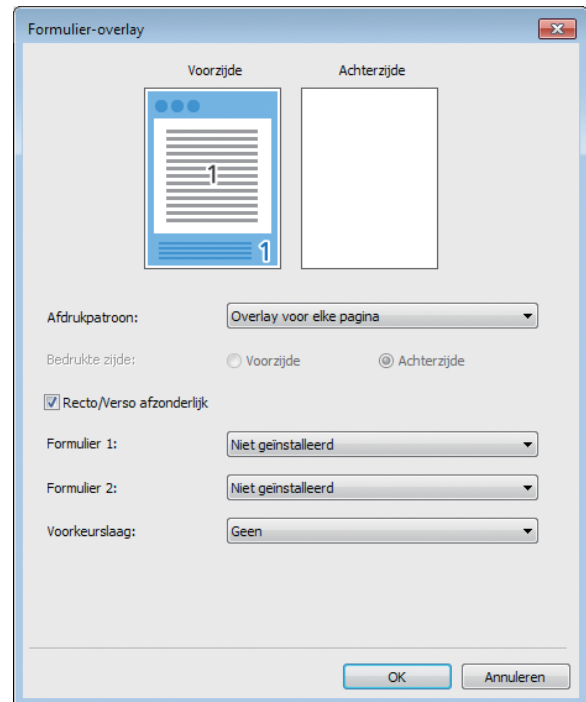 Formulier-overlay
Voorzijde Achterzijde
1
1
Afdrukpatroon: Overlay voor elke pagina
Bedrukte zijde: Voorzijde Achterzijde
Recto/Verso afzonderlijk
Formulier 1: Niet geïnstalleerd
Formulier 2: Niet geïnstalleerd
Voorkeurslaag: Geen
OK Annuleren